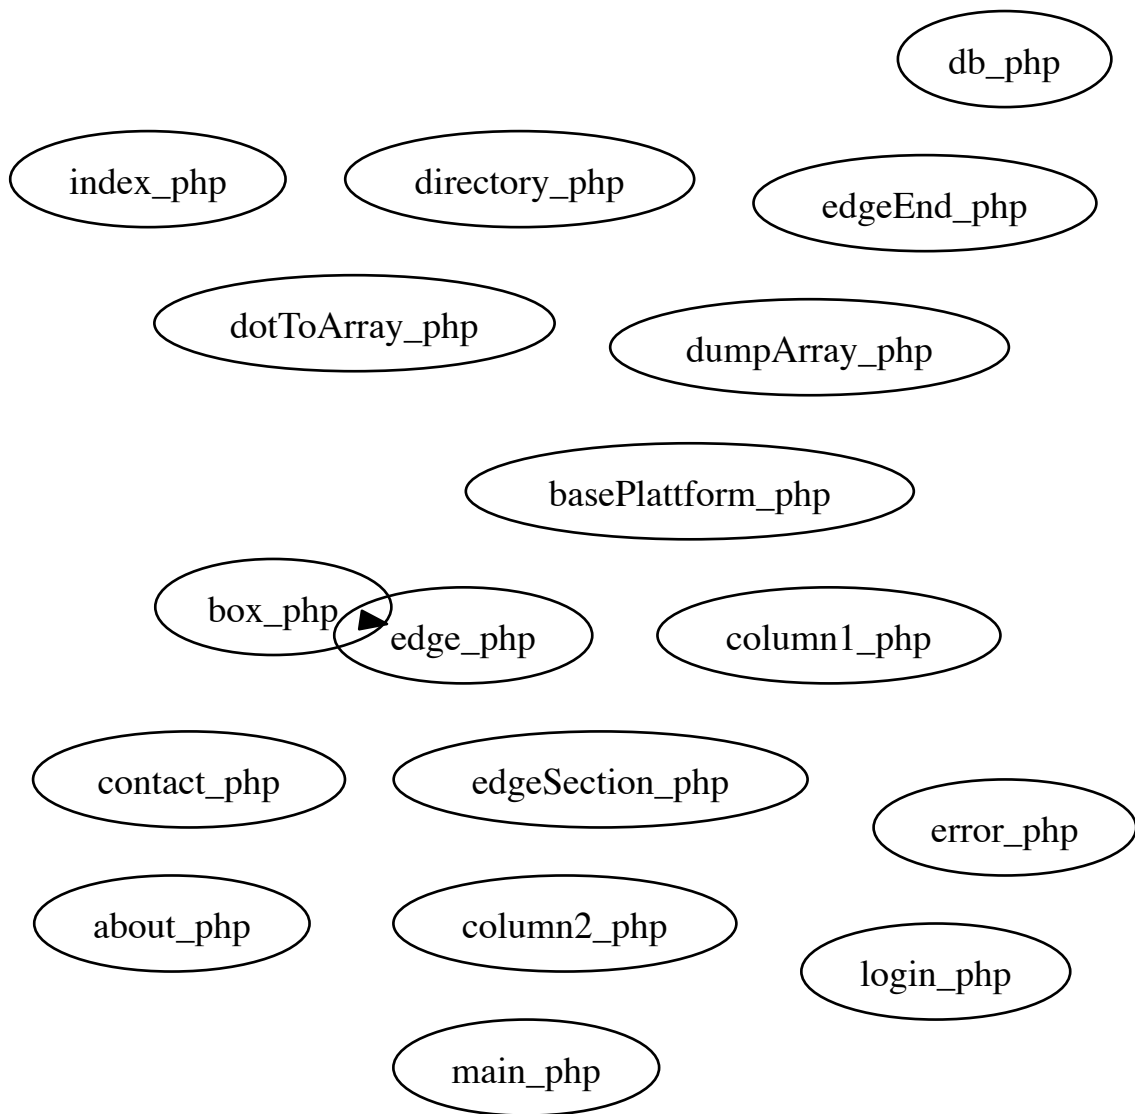 db_php
index_php
directory_php
edgeEnd_php
dotToArray_php
dumpArray_php
basePlattform_php
box_php
edge_php
column1_php
contact_php
edgeSection_php
error_php
about_php
column2_php
login_php
main_php